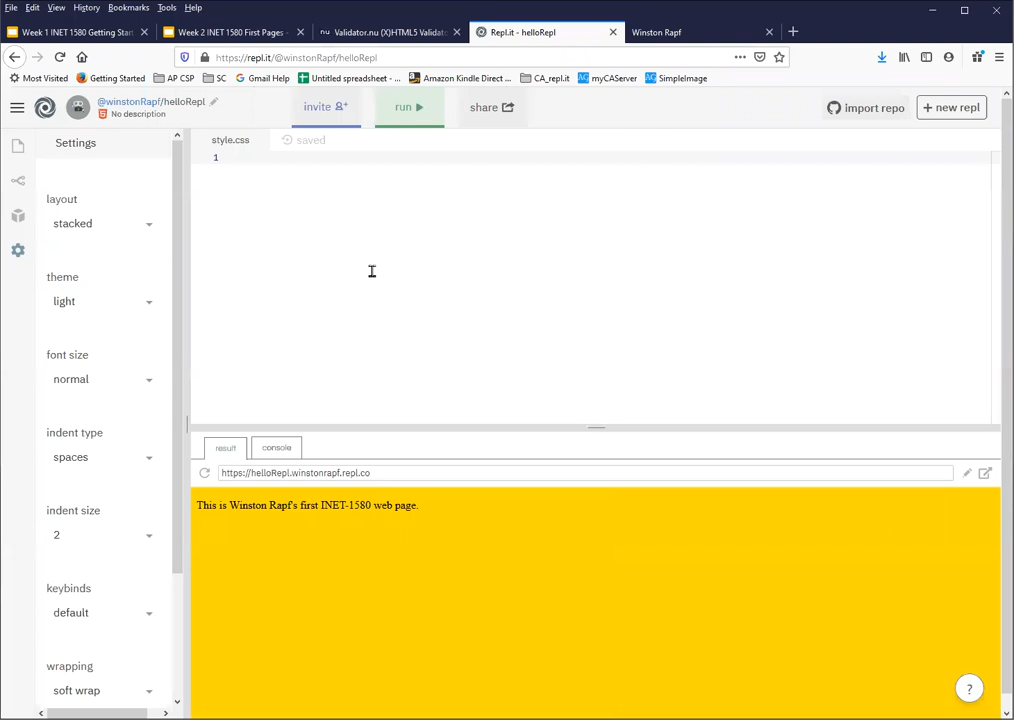 File Edit View History Bookmarks Tools Help
Week 1 INET 1580 Getting Star
Week 2 INET 1580 First Pages -
nu Validator.nu (X)HTML5 Validato
Repl.it - helloRepl
Winston Rapf
https://repl.it/@winstonRapf/helloRepl
Most Visited Getting Started AP CSP SC Gmail Help Untitled spreadsheet -... Amazon Kindle Direct ... CA_repl.it myCAServer SimpleImage
@winstonRapf/helloRepl
No description
invite
run
share
import repo
+ new repl
Settings
style.css
saved
1
layout
stacked
theme
light
font size
normal
indent type
spaces
indent size
2
keybinds
default
wrapping
soft wrap
result
console
https://helloRepl.winstonrapf.repl.co
This is Winston Rapf's first INET-1580 web page.
?